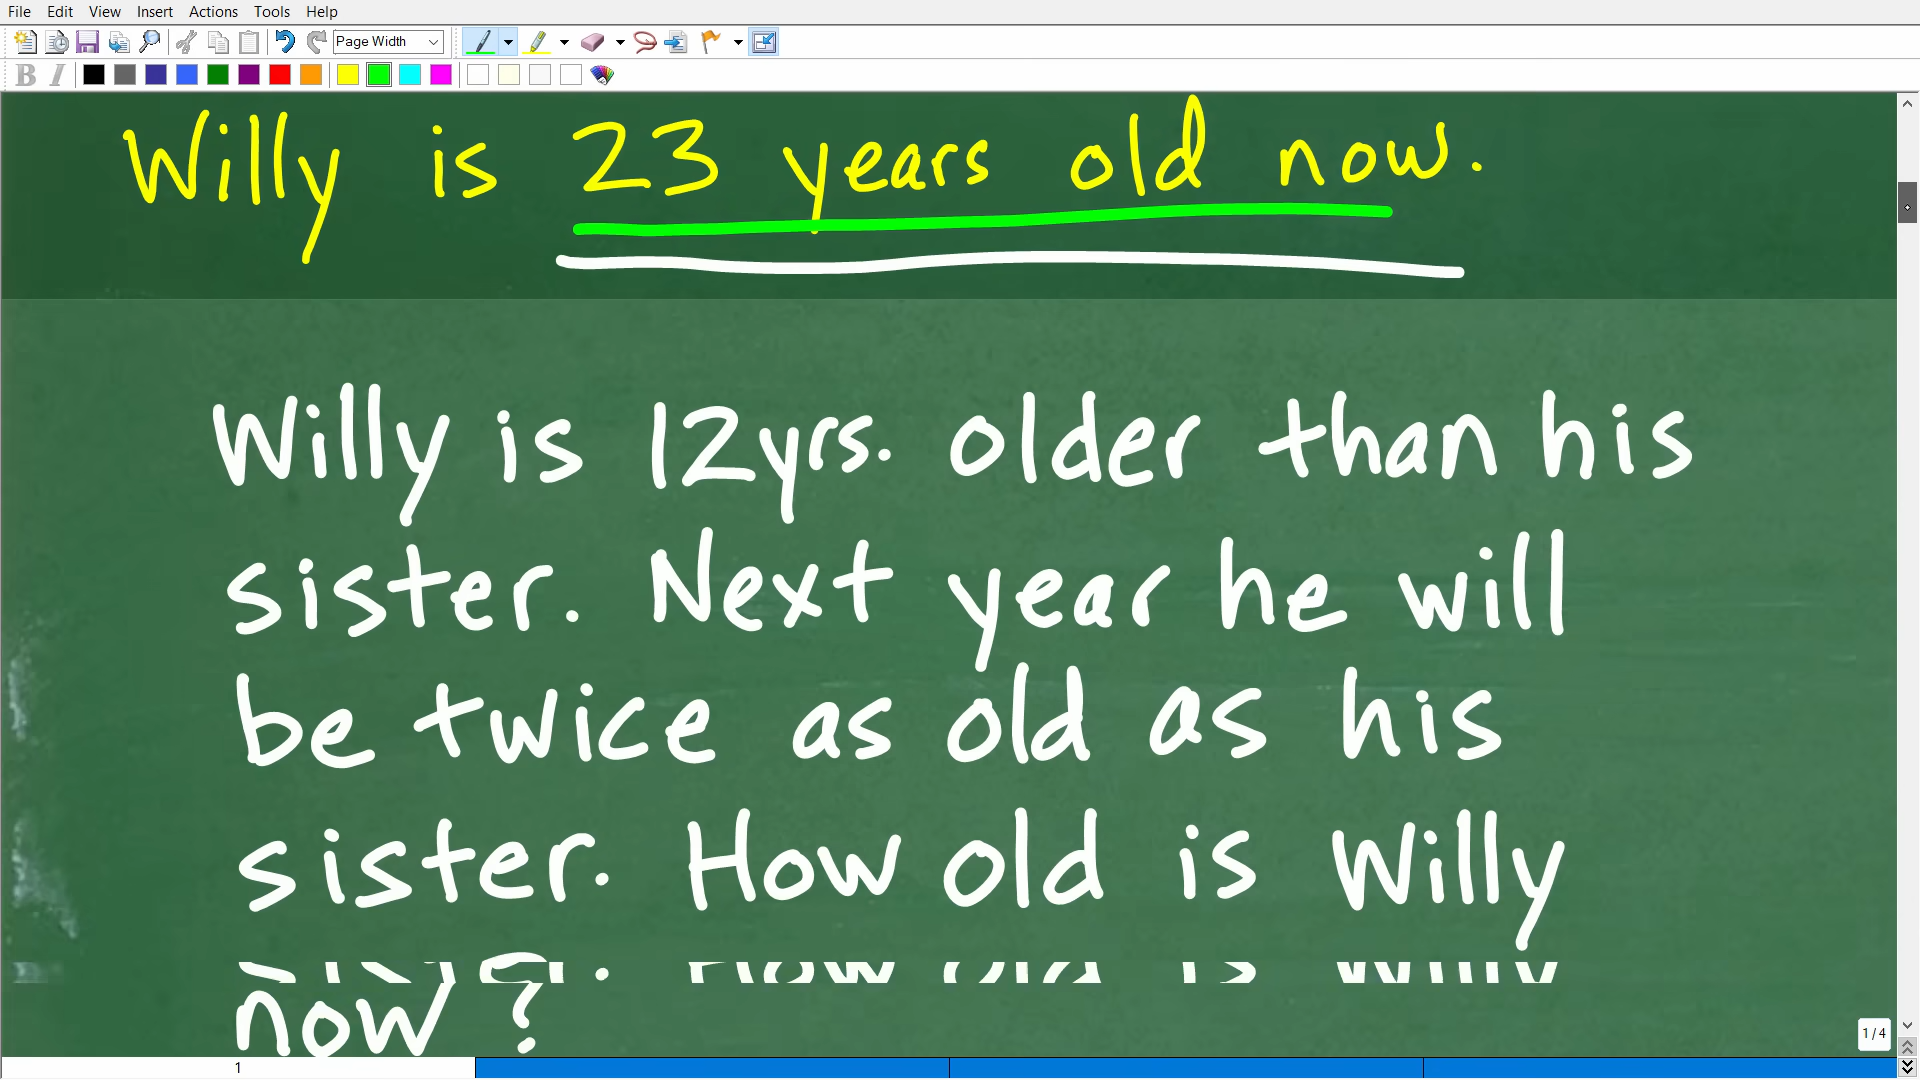 File Edit View Insert Actions Tools Help
Page Width
B I
Willy is 23 years old now.
Willy is 12yrs. older than his
sister. Next year he will
be twice as old as his
sister. How old is Willy
now?
1 / 4
1